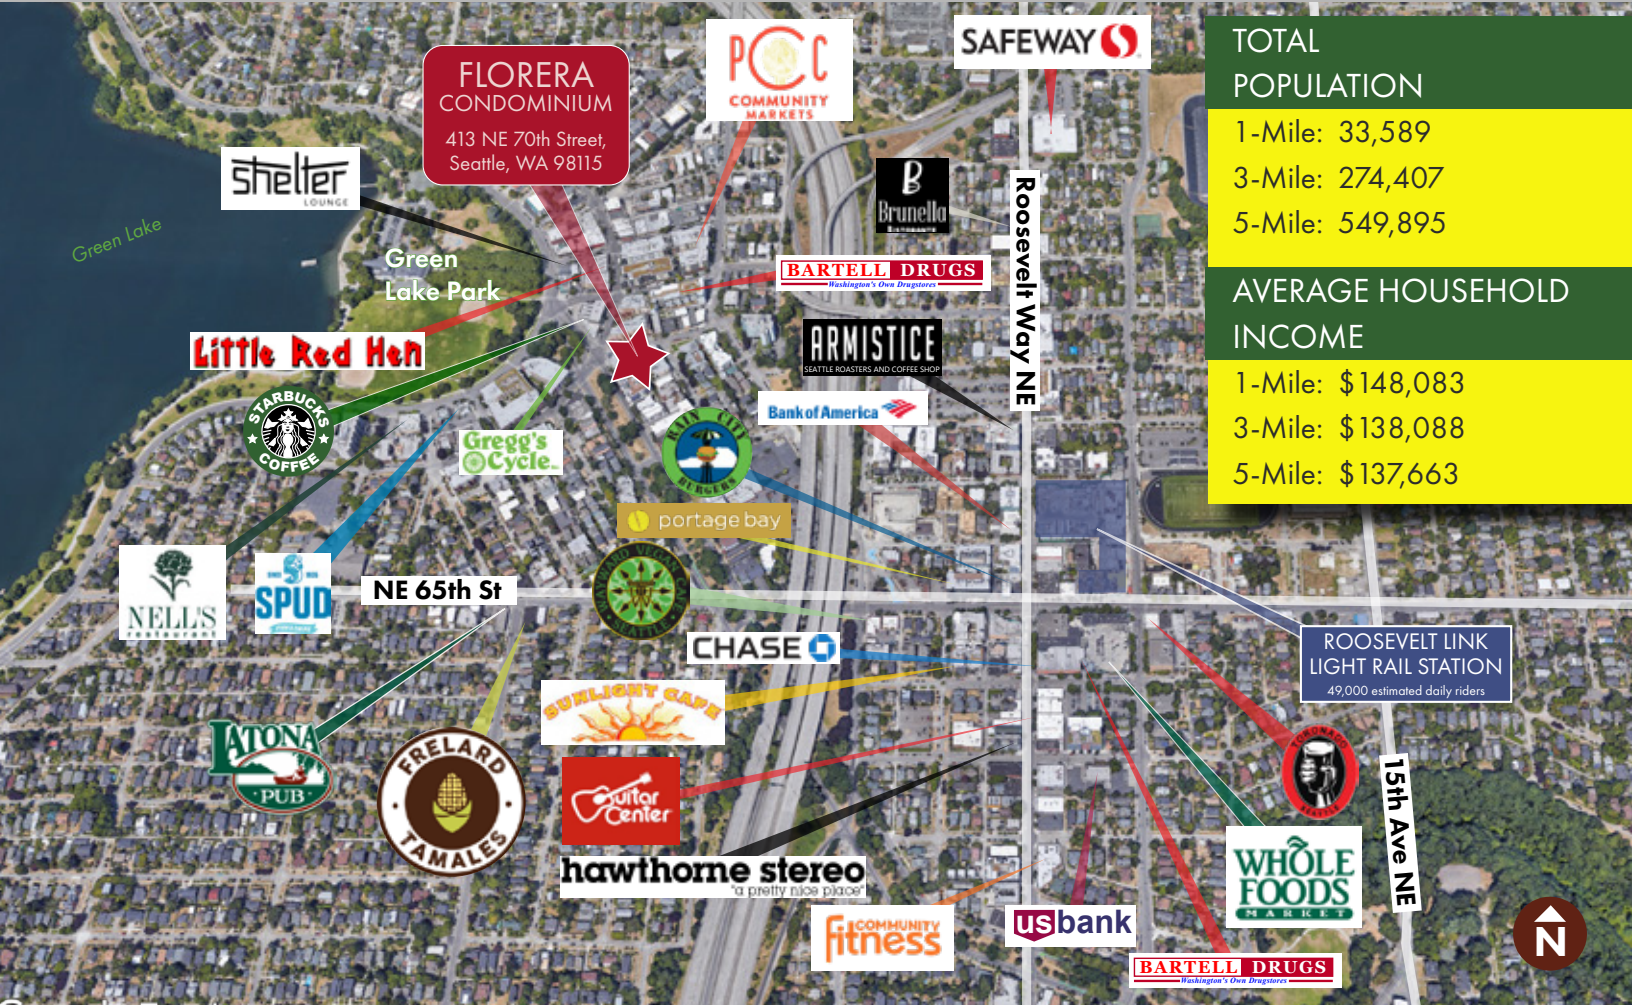 PCC
COMMUNITY
MARKETS
SAFEWAY
FLORERA
CONDOMINIUM
413 NE 70th Street,
Seattle, WA 98115
TOTAL
POPULATION
1-Mile: 33,589
3-Mile: 274,407
5-Mile: 549,895
AVERAGE HOUSEHOLD
INCOME
1-Mile: $148,083
3-Mile: $138,088
5-Mile: $137,663
shelter
LOUNGE
B
Brunella
Roosevelt Way NE
Green Lake
Green
Lake Park
BARTELL DRUGS
Washington's Own Drugstores
Little Red Hen
ARMISTICE
SEATTLE ROASTERS AND COFFEE SHOP
STARBUCKS
COFFEE
Bank of America
Gregg's
Cycle
RAIN CITY
BURGERS
portage bay
NELL'S
SPUD
NE 65th St
SEATTLE
CHASE
ROOSEVELT LINK
LIGHT RAIL STATION
49,000 estimated daily riders
SUNLIGHT CAFE
LATONA
PUB
FRELARD
TAMALES
Guitar
Center
15th Ave NE
hawthorne stereo
"a pretty nice place"
WHOLE
FOODS
MARKET
COMMUNITY
fitness
usbank
BARTELL DRUGS
Washington's Own Drugstores
N